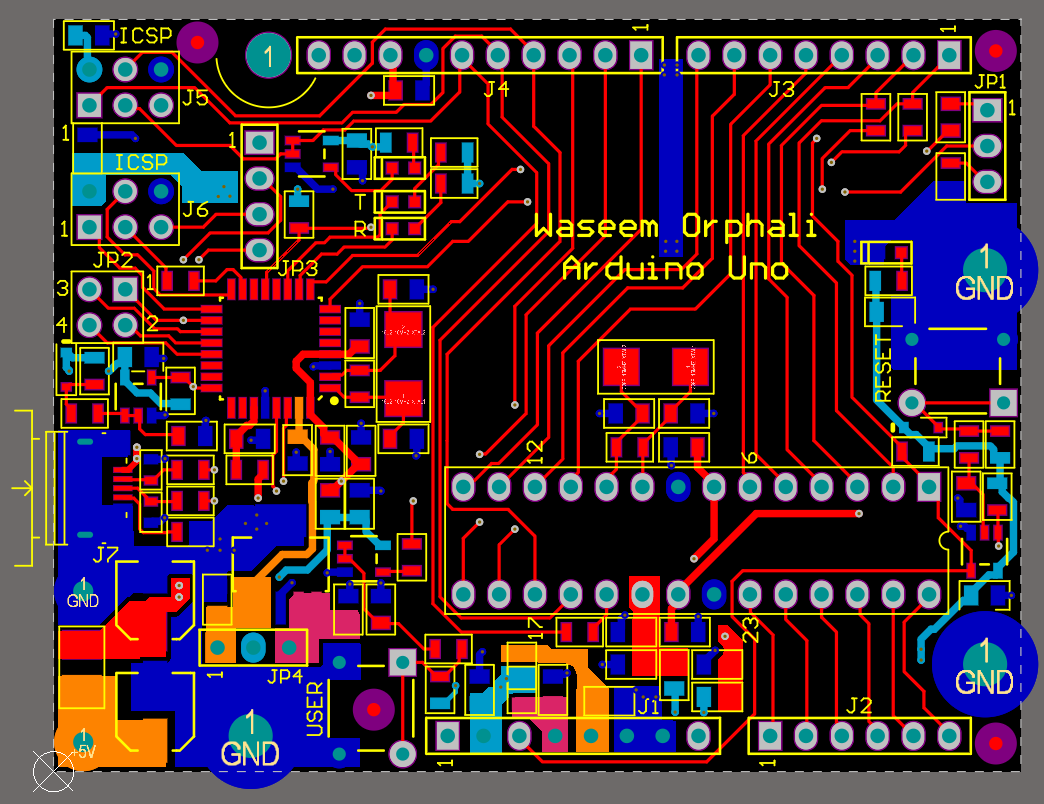 ICSP
1
1
J5
J4
J3
JP1
1
1
1
ICSP
1
J6
1
T
R
Waseem Orphali
Arduino Uno
JP2
JP3
3
1
4
2
1
GND
RESET
12
6
J7
1
GND
17
23
1
GND
1
JP4
USER
J1
J2
1
+5V
1
GND
1
1